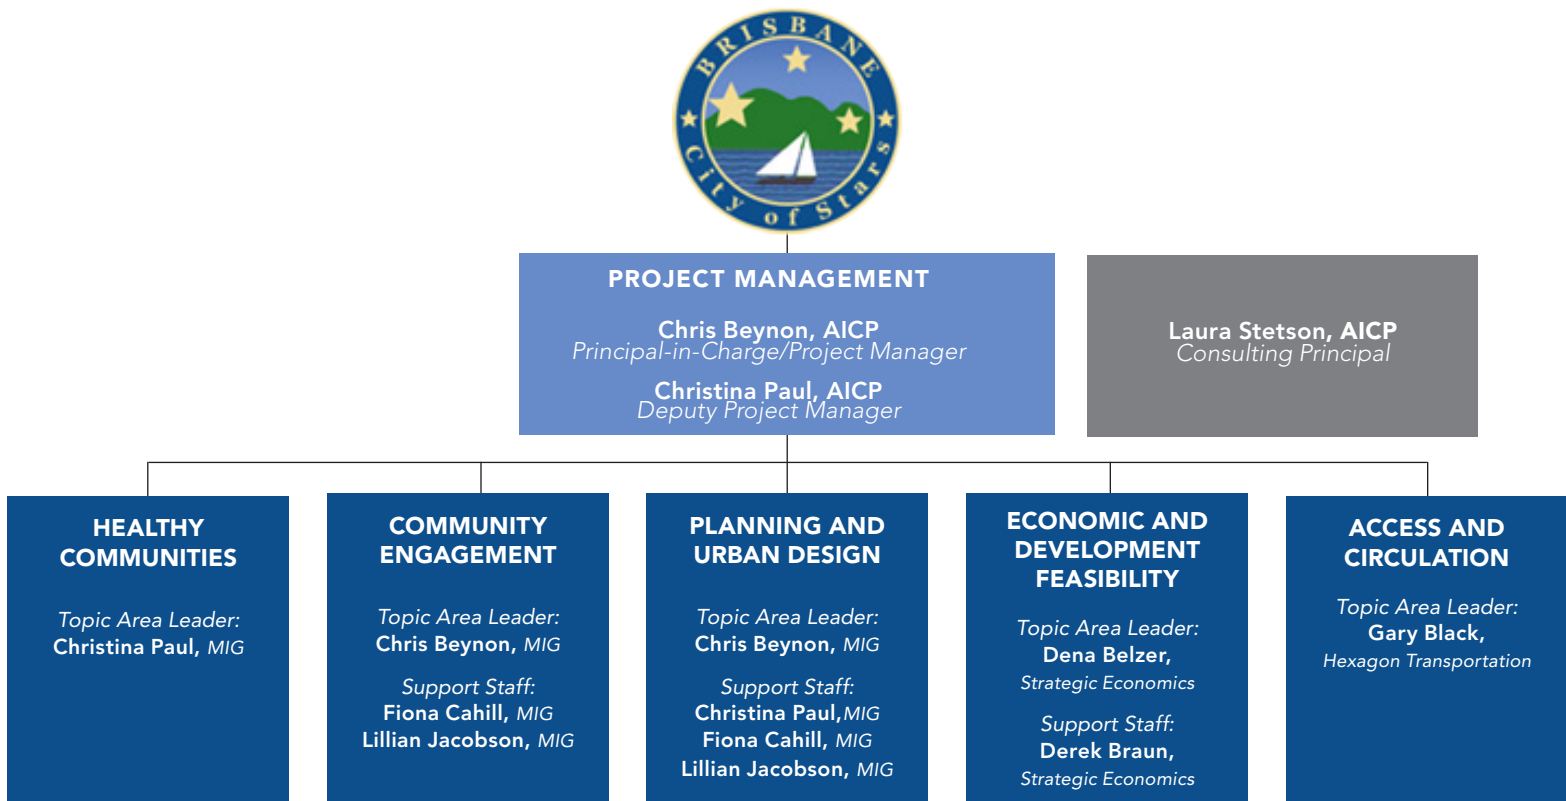 BRISBANE
City of Stars
PROJECT MANAGEMENT
Chris Beynon, AICP
Principal-in-Charge/Project Manager
Christina Paul, AICP
Deputy Project Manager
Laura Stetson, AICP
Consulting Principal
HEALTHY
COMMUNITIES
Topic Area Leader:
Christina Paul, MIG
COMMUNITY
ENGAGEMENT
Topic Area Leader:
Chris Beynon, MIG
Support Staff:
Fiona Cahill, MIG
Lillian Jacobson, MIG
PLANNING AND
URBAN DESIGN
Topic Area Leader:
Chris Beynon, MIG
Support Staff:
Christina Paul,MIG
Fiona Cahill, MIG
Lillian Jacobson, MIG
ECONOMIC AND
DEVELOPMENT
FEASIBILITY
Topic Area Leader:
Dena Belzer,
Strategic Economics
Support Staff:
Derek Braun,
Strategic Economics
ACCESS AND
CIRCULATION
Topic Area Leader:
Gary Black,
Hexagon Transportation